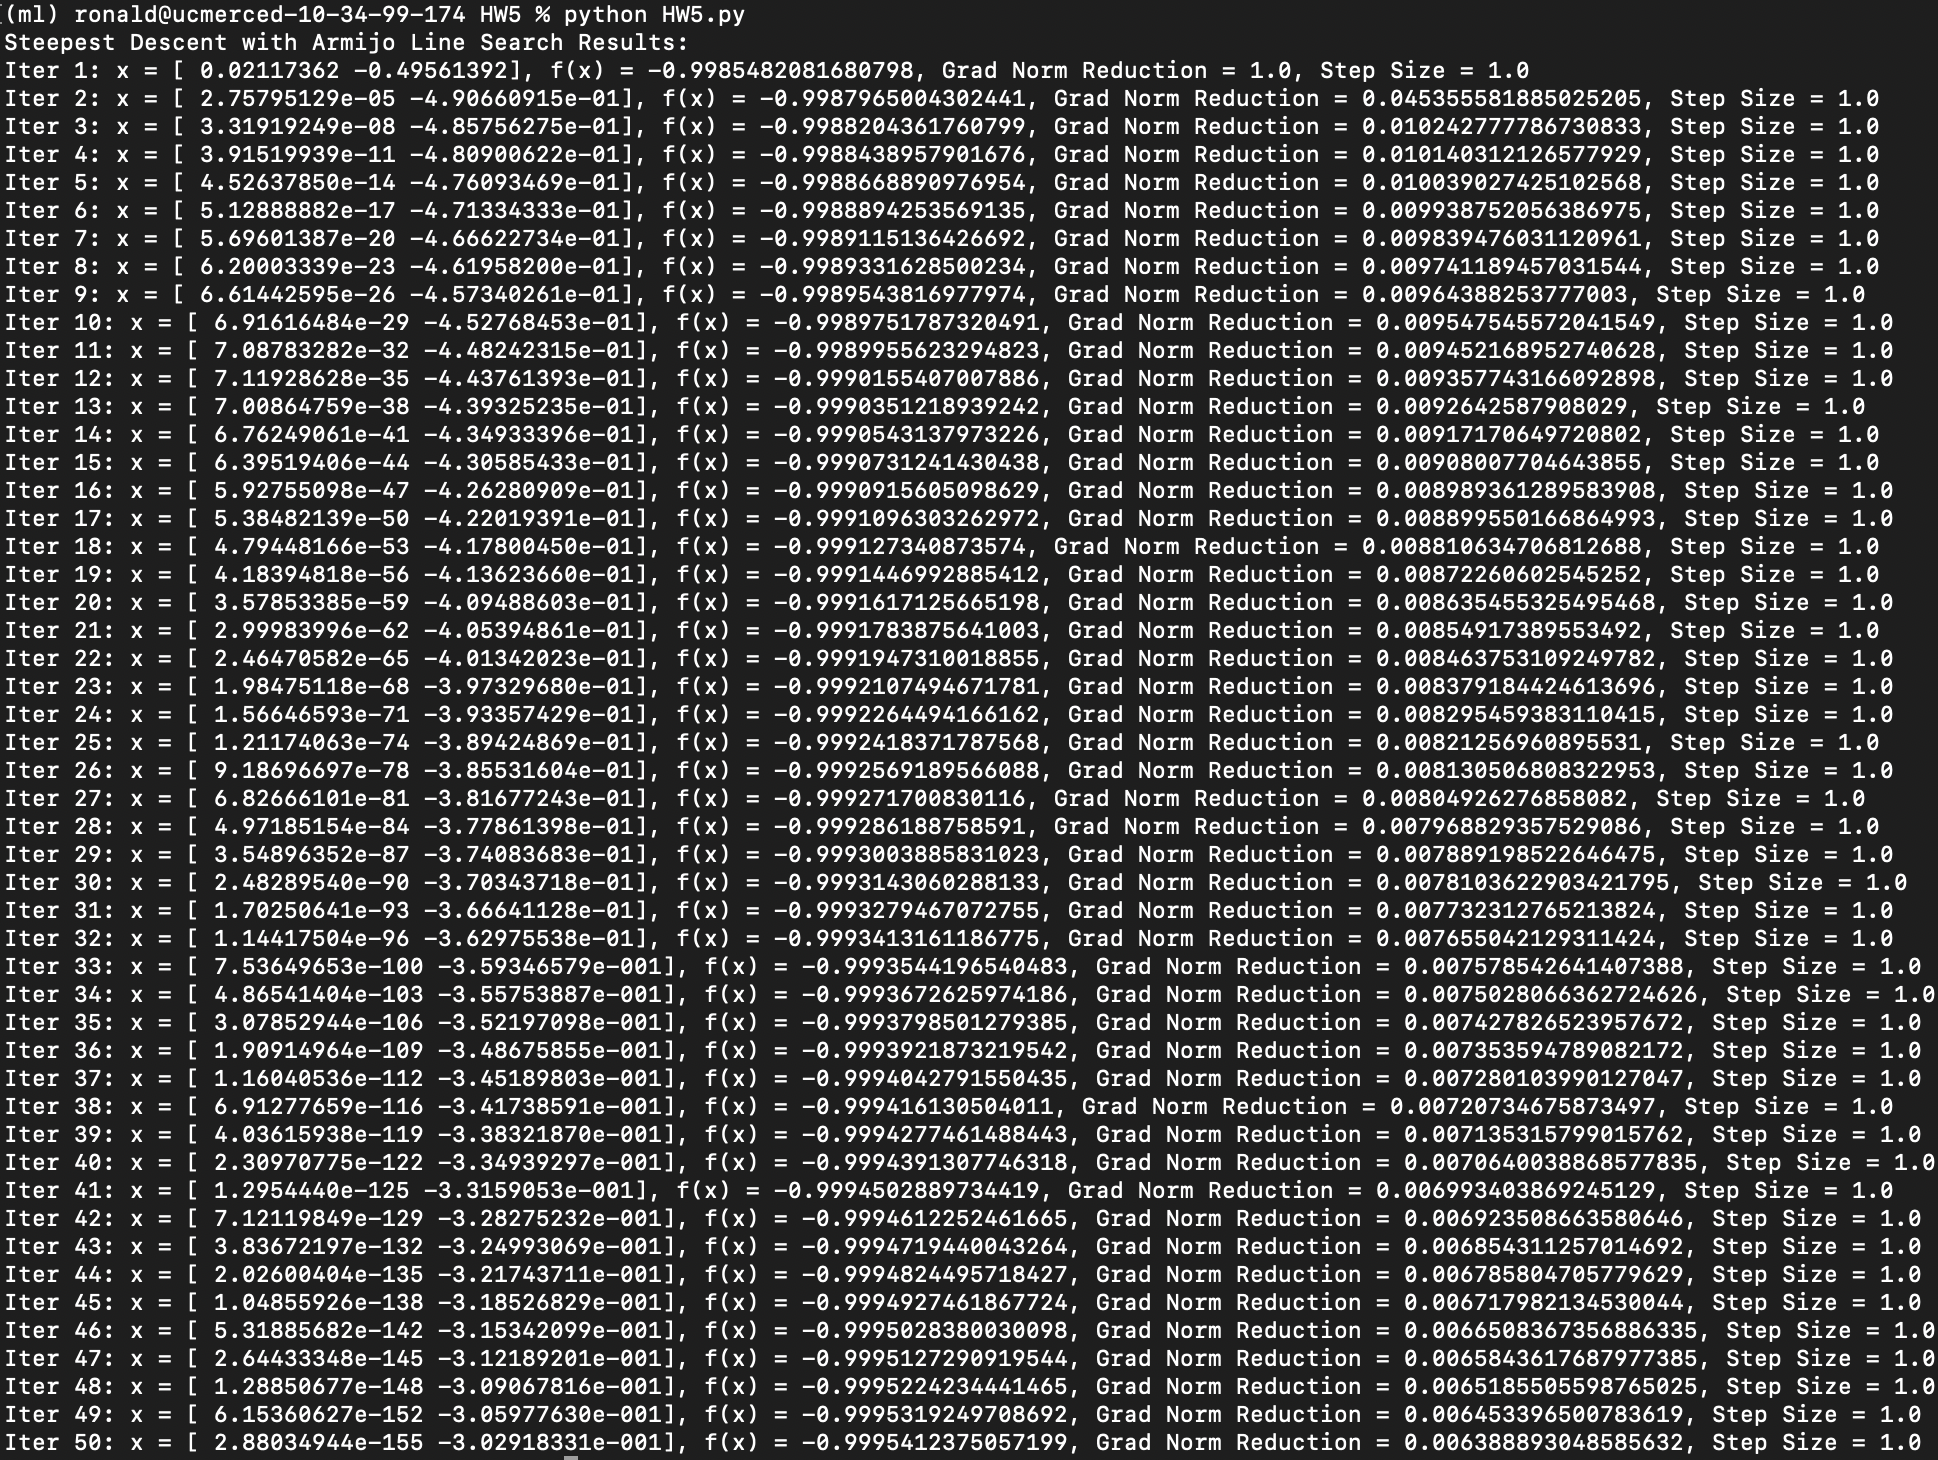 (ml) ronald@ucmerced-10-34-99-174 HW5 % python HW5.py
Steepest Descent with Armijo Line Search Results:
Iter 1: x = [ 0.02117362 -0.49561392], f(x) = -0.9985482081680798, Grad Norm Reduction = 1.0, Step Size = 1.0
Iter 2: x = [ 2.75795129e-05 -4.90660915e-01], f(x) = -0.9987965004302441, Grad Norm Reduction = 0.045355581885025205, Step Size = 1.0
Iter 3: x = [ 3.31919249e-08 -4.85756275e-01], f(x) = -0.9988204361760799, Grad Norm Reduction = 0.010242777786730833, Step Size = 1.0
Iter 4: x = [ 3.91519939e-11 -4.80900622e-01], f(x) = -0.9988438957901676, Grad Norm Reduction = 0.010140312126577929, Step Size = 1.0
Iter 5: x = [ 4.52637850e-14 -4.76093469e-01], f(x) = -0.9988668890976954, Grad Norm Reduction = 0.010039027425102568, Step Size = 1.0
Iter 6: x = [ 5.12888882e-17 -4.71334333e-01], f(x) = -0.9988894253569135, Grad Norm Reduction = 0.009938752056386975, Step Size = 1.0
Iter 7: x = [ 5.69601387e-20 -4.66622734e-01], f(x) = -0.9989115136426692, Grad Norm Reduction = 0.009839476031120961, Step Size = 1.0
Iter 8: x = [ 6.20003339e-23 -4.61958200e-01], f(x) = -0.9989331628500234, Grad Norm Reduction = 0.009741189457031544, Step Size = 1.0
Iter 9: x = [ 6.61442595e-26 -4.57340261e-01], f(x) = -0.9989543816977974, Grad Norm Reduction = 0.00964388253777003, Step Size = 1.0
Iter 10: x = [ 6.91616484e-29 -4.52768453e-01], f(x) = -0.9989751787320491, Grad Norm Reduction = 0.009547545572041549, Step Size = 1.0
Iter 11: x = [ 7.08783282e-32 -4.48242315e-01], f(x) = -0.9989955623294823, Grad Norm Reduction = 0.009452168952740628, Step Size = 1.0
Iter 12: x = [ 7.11928628e-35 -4.43761393e-01], f(x) = -0.9990155407007886, Grad Norm Reduction = 0.009357743166092898, Step Size = 1.0
Iter 13: x = [ 7.00864759e-38 -4.39325235e-01], f(x) = -0.9990351218939242, Grad Norm Reduction = 0.0092642587908029, Step Size = 1.0
Iter 14: x = [ 6.76249061e-41 -4.34933396e-01], f(x) = -0.9990543137973226, Grad Norm Reduction = 0.00917170649720802, Step Size = 1.0
Iter 15: x = [ 6.39519406e-44 -4.30585433e-01], f(x) = -0.9990731241430438, Grad Norm Reduction = 0.00908007704643855, Step Size = 1.0
Iter 16: x = [ 5.92755098e-47 -4.26280909e-01], f(x) = -0.9990915605098629, Grad Norm Reduction = 0.008989361289583908, Step Size = 1.0
Iter 17: x = [ 5.38482139e-50 -4.22019391e-01], f(x) = -0.9991096303262972, Grad Norm Reduction = 0.008899550166864993, Step Size = 1.0
Iter 18: x = [ 4.79448166e-53 -4.17800450e-01], f(x) = -0.999127340873574, Grad Norm Reduction = 0.008810634706812688, Step Size = 1.0
Iter 19: x = [ 4.18394818e-56 -4.13623660e-01], f(x) = -0.9991446992885412, Grad Norm Reduction = 0.008722606025​45252, Step Size = 1.0
Iter 20: x = [ 3.57853385e-59 -4.09488603e-01], f(x) = -0.9991617125665198, Grad Norm Reduction = 0.008635455325495468, Step Size = 1.0
Iter 21: x = [ 2.99983996e-62 -4.05394861e-01], f(x) = -0.9991783875641003, Grad Norm Reduction = 0.00854917389553492, Step Size = 1.0
Iter 22: x = [ 2.46470582e-65 -4.01342023e-01], f(x) = -0.9991947310018855, Grad Norm Reduction = 0.008463753109249782, Step Size = 1.0
Iter 23: x = [ 1.98475118e-68 -3.97329680e-01], f(x) = -0.9992107494671781, Grad Norm Reduction = 0.008379184424613696, Step Size = 1.0
Iter 24: x = [ 1.56646593e-71 -3.93357429e-01], f(x) = -0.9992264494166162, Grad Norm Reduction = 0.008295459383110415, Step Size = 1.0
Iter 25: x = [ 1.21174063e-74 -3.89424869e-01], f(x) = -0.9992418371787568, Grad Norm Reduction = 0.00821256960895531, Step Size = 1.0
Iter 26: x = [ 9.18696697e-78 -3.85531604e-01], f(x) = -0.9992569189566088, Grad Norm Reduction = 0.008130506808322953, Step Size = 1.0
Iter 27: x = [ 6.82666101e-81 -3.81677243e-01], f(x) = -0.999271700830116, Grad Norm Reduction = 0.00804926276858082, Step Size = 1.0
Iter 28: x = [ 4.97185154e-84 -3.77861398e-01], f(x) = -0.999286188758591, Grad Norm Reduction = 0.007968829357529086, Step Size = 1.0
Iter 29: x = [ 3.54896352e-87 -3.74083683e-01], f(x) = -0.9993003885831023, Grad Norm Reduction = 0.007889198522646475, Step Size = 1.0
Iter 30: x = [ 2.48289540e-90 -3.70343718e-01], f(x) = -0.9993143060288133, Grad Norm Reduction = 0.0078103622903421795, Step Size = 1.0
Iter 31: x = [ 1.70250641e-93 -3.66641128e-01], f(x) = -0.9993279467072755, Grad Norm Reduction = 0.007732312765213824, Step Size = 1.0
Iter 32: x = [ 1.14417504e-96 -3.62975538e-01], f(x) = -0.9993413161186775, Grad Norm Reduction = 0.007655042129311424, Step Size = 1.0
Iter 33: x = [ 7.53649653e-100 -3.59346579e-001], f(x) = -0.9993544196540483, Grad Norm Reduction = 0.007578542641407388, Step Size = 1.0
Iter 34: x = [ 4.86541404e-103 -3.55753887e-001], f(x) = -0.9993672625974186, Grad Norm Reduction = 0.0075028066362724626, Step Size = 1.0
Iter 35: x = [ 3.07852944e-106 -3.52197098e-001], f(x) = -0.9993798501279385, Grad Norm Reduction = 0.007427826523957672, Step Size = 1.0
Iter 36: x = [ 1.90914964e-109 -3.48675855e-001], f(x) = -0.9993921873219542, Grad Norm Reduction = 0.007353594789082172, Step Size = 1.0
Iter 37: x = [ 1.16040536e-112 -3.45189803e-001], f(x) = -0.9994042791550435, Grad Norm Reduction = 0.007280103990127047, Step Size = 1.0
Iter 38: x = [ 6.91277659e-116 -3.41738591e-001], f(x) = -0.999416130504011, Grad Norm Reduction = 0.00720734675873497, Step Size = 1.0
Iter 39: x = [ 4.03615938e-119 -3.38321870e-001], f(x) = -0.9994277461488443, Grad Norm Reduction = 0.007135315799015762, Step Size = 1.0
Iter 40: x = [ 2.30970775e-122 -3.34939297e-001], f(x) = -0.9994391307746318, Grad Norm Reduction = 0.0070640038868577835, Step Size = 1.0
Iter 41: x = [ 1.2954440e-125 -3.3159053e-001], f(x) = -0.9994502889734419, Grad Norm Reduction = 0.006993403869245129, Step Size = 1.0
Iter 42: x = [ 7.12119849e-129 -3.28275232e-001], f(x) = -0.9994612252461665, Grad Norm Reduction = 0.006923508663580646, Step Size = 1.0
Iter 43: x = [ 3.83672197e-132 -3.24993069e-001], f(x) = -0.9994719440043264, Grad Norm Reduction = 0.006854311257014692, Step Size = 1.0
Iter 44: x = [ 2.02600404e-135 -3.21743711e-001], f(x) = -0.9994824495718427, Grad Norm Reduction = 0.006785804705779629, Step Size = 1.0
Iter 45: x = [ 1.04855926e-138 -3.18526829e-001], f(x) = -0.9994927461867724, Grad Norm Reduction = 0.006717982134530044, Step Size = 1.0
Iter 46: x = [ 5.31885682e-142 -3.15342099e-001], f(x) = -0.9995028380030098, Grad Norm Reduction = 0.0066508367356886335, Step Size = 1.0
Iter 47: x = [ 2.64433348e-145 -3.12189201e-001], f(x) = -0.9995127290919544, Grad Norm Reduction = 0.0065843617687977385, Step Size = 1.0
Iter 48: x = [ 1.28850677e-148 -3.09067816e-001], f(x) = -0.9995224234441465, Grad Norm Reduction = 0.0065185505598765025, Step Size = 1.0
Iter 49: x = [ 6.15360627e-152 -3.05977630e-001], f(x) = -0.9995319249708692, Grad Norm Reduction = 0.006453396500783619, Step Size = 1.0
Iter 50: x = [ 2.88034944e-155 -3.02918331e-001], f(x) = -0.9995412375057199, Grad Norm Reduction = 0.006388893048585632, Step Size = 1.0